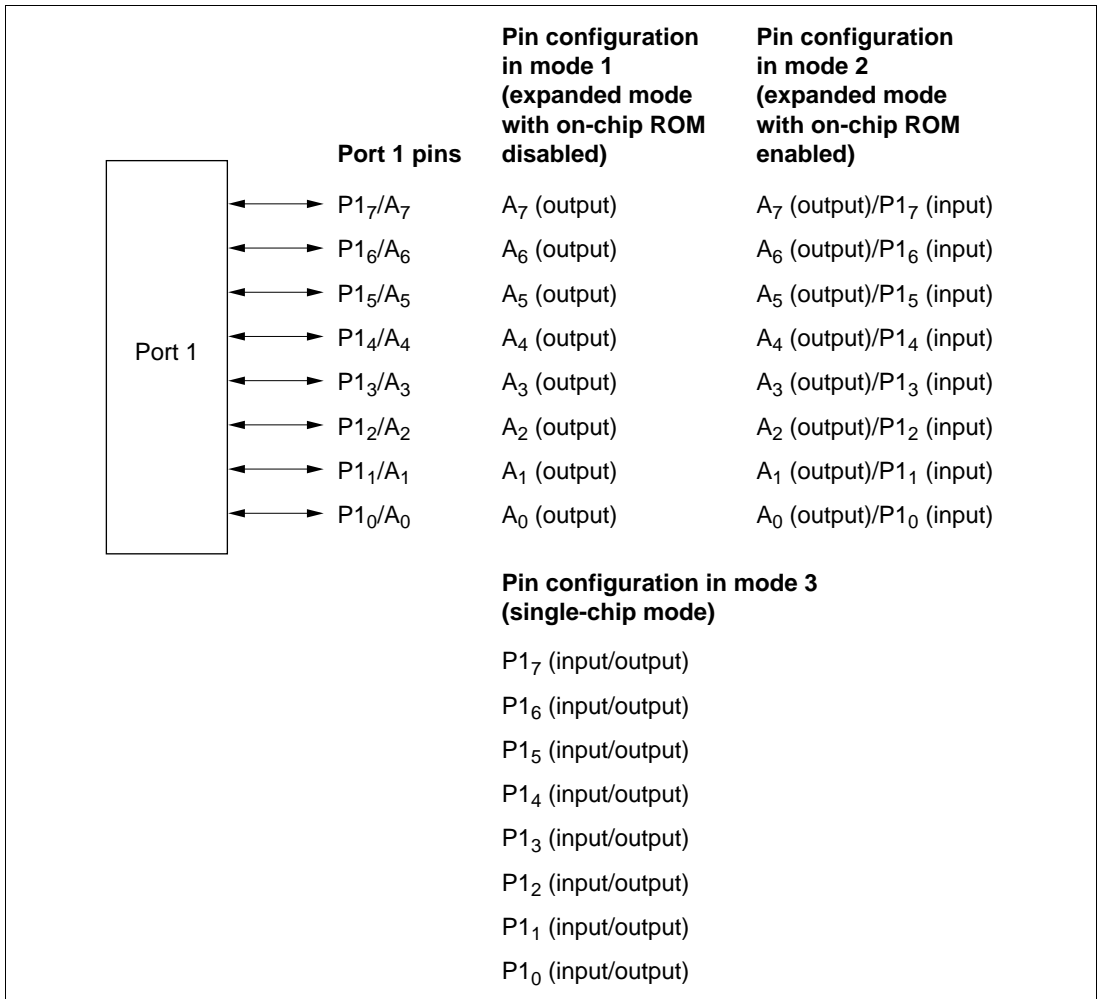 Pin configuration
in mode 1
(expanded mode
with on-chip ROM
disabled)
Pin configuration
in mode 2
(expanded mode
with on-chip ROM
enabled)
Port 1 pins
Port 1
P1₇/A₇ A₇ (output) A₇ (output)/P1₇ (input)
P1₆/A₆ A₆ (output) A₆ (output)/P1₆ (input)
P1₅/A₅ A₅ (output) A₅ (output)/P1₅ (input)
P1₄/A₄ A₄ (output) A₄ (output)/P1₄ (input)
P1₃/A₃ A₃ (output) A₃ (output)/P1₃ (input)
P1₂/A₂ A₂ (output) A₂ (output)/P1₂ (input)
P1₁/A₁ A₁ (output) A₁ (output)/P1₁ (input)
P1₀/A₀ A₀ (output) A₀ (output)/P1₀ (input)
Pin configuration in mode 3
(single-chip mode)
P1₇ (input/output)
P1₆ (input/output)
P1₅ (input/output)
P1₄ (input/output)
P1₃ (input/output)
P1₂ (input/output)
P1₁ (input/output)
P1₀ (input/output)